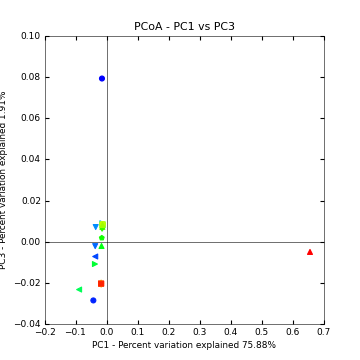 PCoA - PC1 vs PC3
0.10
0.08
0.06
0.04
0.02
0.00
−0.02
−0.04
PC3 - Percent variation explained 1.91%
−0.2 −0.1 0.0 0.1 0.2 0.3 0.4 0.5 0.6 0.7
PC1 - Percent variation explained 75.88%